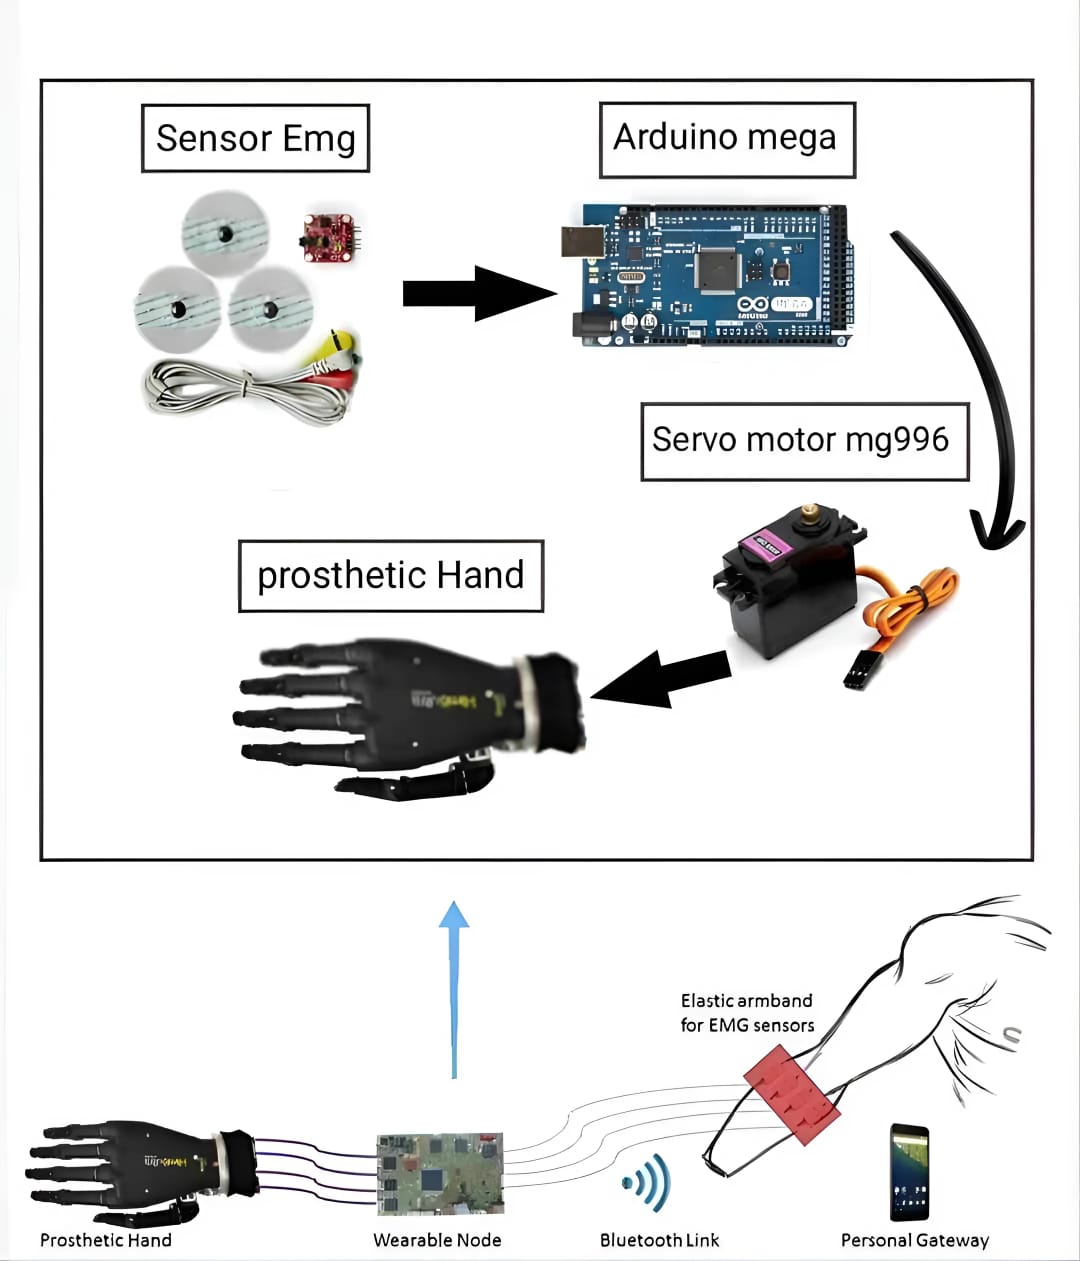 Sensor Emg
Arduino mega
Servo motor mg996
prosthetic Hand
Elastic armband
for EMG sensors
Prosthetic Hand
Wearable Node
Bluetooth Link
Personal Gateway